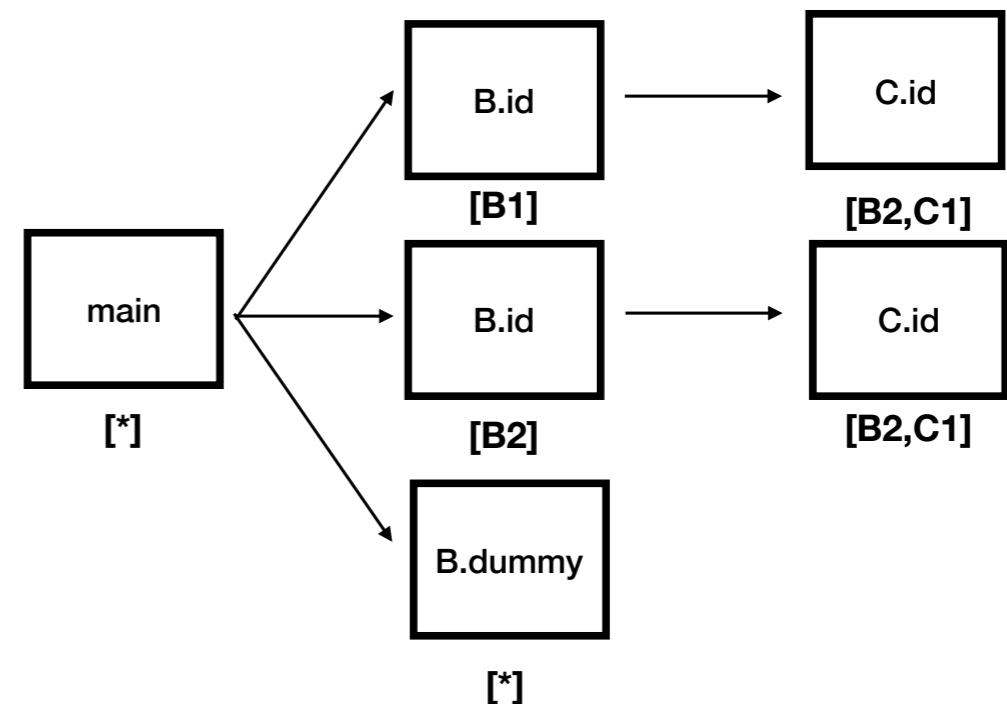 B.id
C.id
[B1]
[B2,C1]
main
B.id
C.id
[*]
[B2]
[B2,C1]
B.dummy
[*]